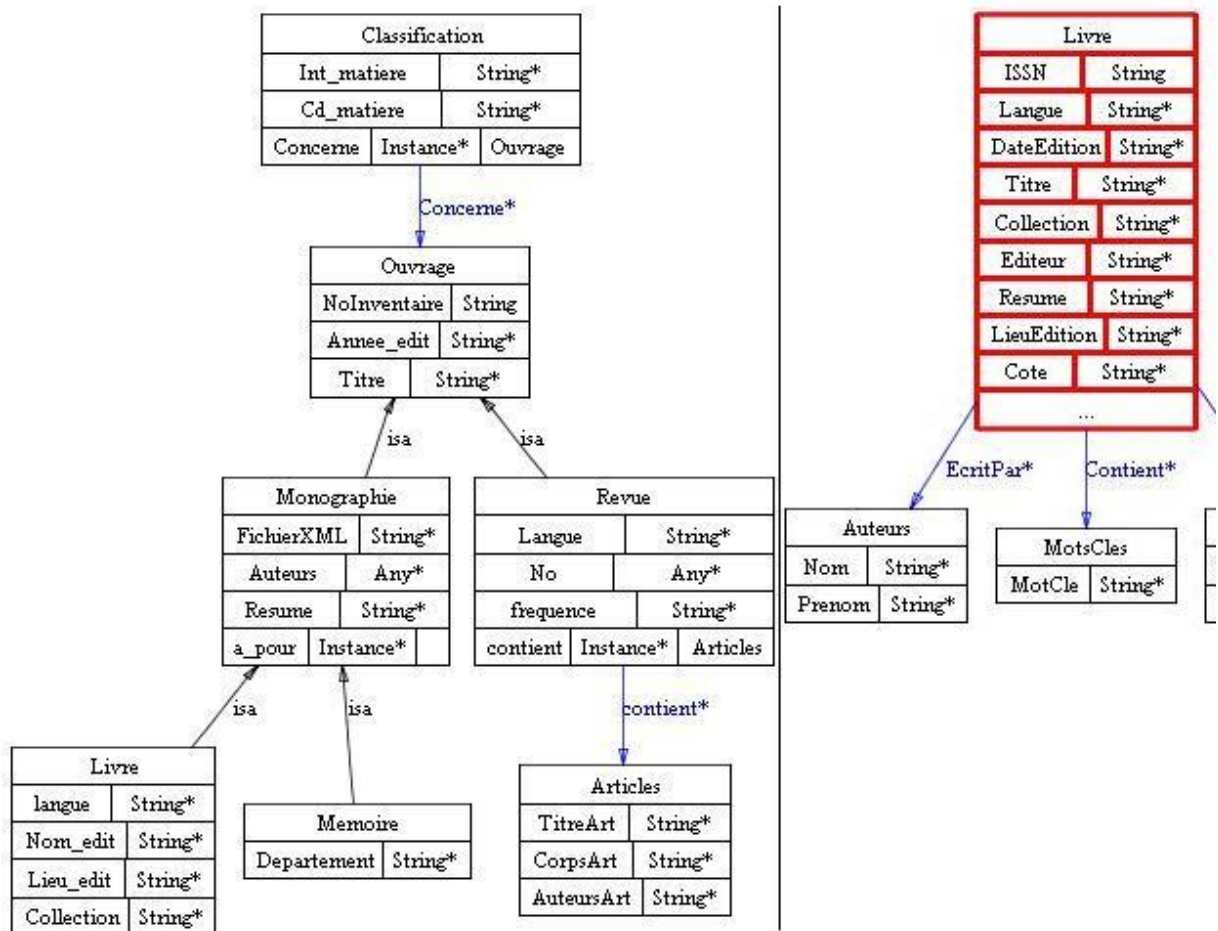 Classification
Int_matiere String*
Cd_matiere String*
Concerne Instance* Ouvrage
Concerne*
Ouvrage
NoInventaire String
Annee_edit String*
Titre String*
isa isa
Monographie
FichierXML String*
Auteurs Any*
Resume String*
a_pour Instance*
Revue
Langue String*
No Any*
frequence String*
contient Instance* Articles
isa isa
contient*
Livre
langue String*
Nom_edit String*
Lieu_edit String*
Collection String*
Memoire
Departement String*
Articles
TitreArt String*
CorpsArt String*
AuteursArt String*
Livre
ISSN String
Langue String*
DateEdition String*
Titre String*
Collection String*
Editeur String*
Resume String*
LieuEdition String*
Cote String*
...
EcritPar* Contient*
Auteurs
Nom String*
Prenom String*
MotsCles
MotCle String*